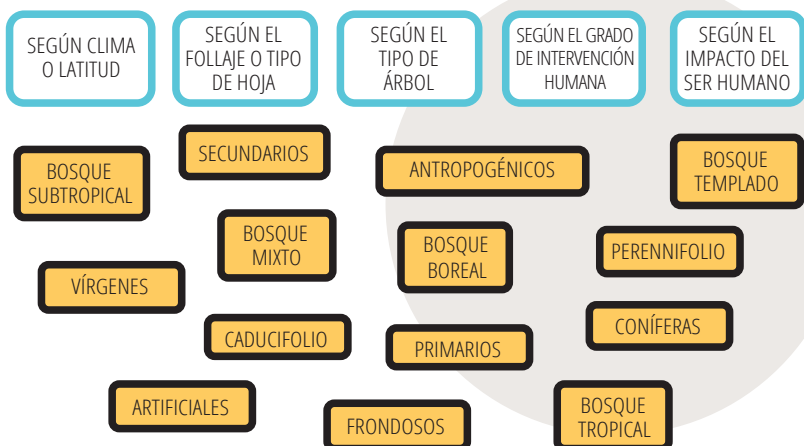 SEGÚN CLIMA
O LATITUD
SEGÚN EL
FOLLAJE O TIPO
DE HOJA
SEGÚN EL
TIPO DE
ÁRBOL
SEGÚN EL GRADO
DE INTERVENCIÓN
HUMANA
SEGÚN EL
IMPACTO DEL
SER HUMANO
BOSQUE
SUBTROPICAL
SECUNDARIOS
ANTROPOGÉNICOS
BOSQUE
TEMPLADO
BOSQUE
MIXTO
BOSQUE
BOREAL
PERENNIFOLIO
VÍRGENES
CADUCIFOLIO
PRIMARIOS
CONÍFERAS
ARTIFICIALES
FRONDOSOS
BOSQUE
TROPICAL